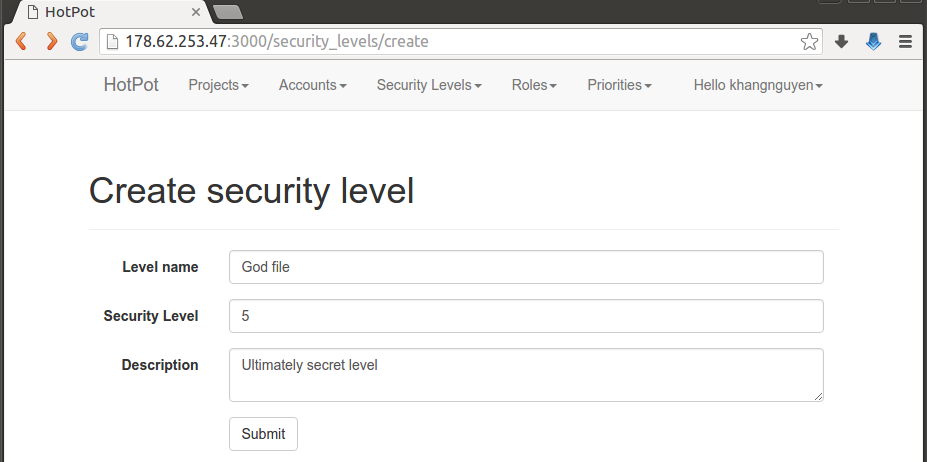 HotPot
178.62.253.47:3000/security_levels/create
HotPot Projects Accounts Security Levels Roles Priorities Hello khangnguyen
Create security level
Level name God file
Security Level 5
Description Ultimately secret level
Submit